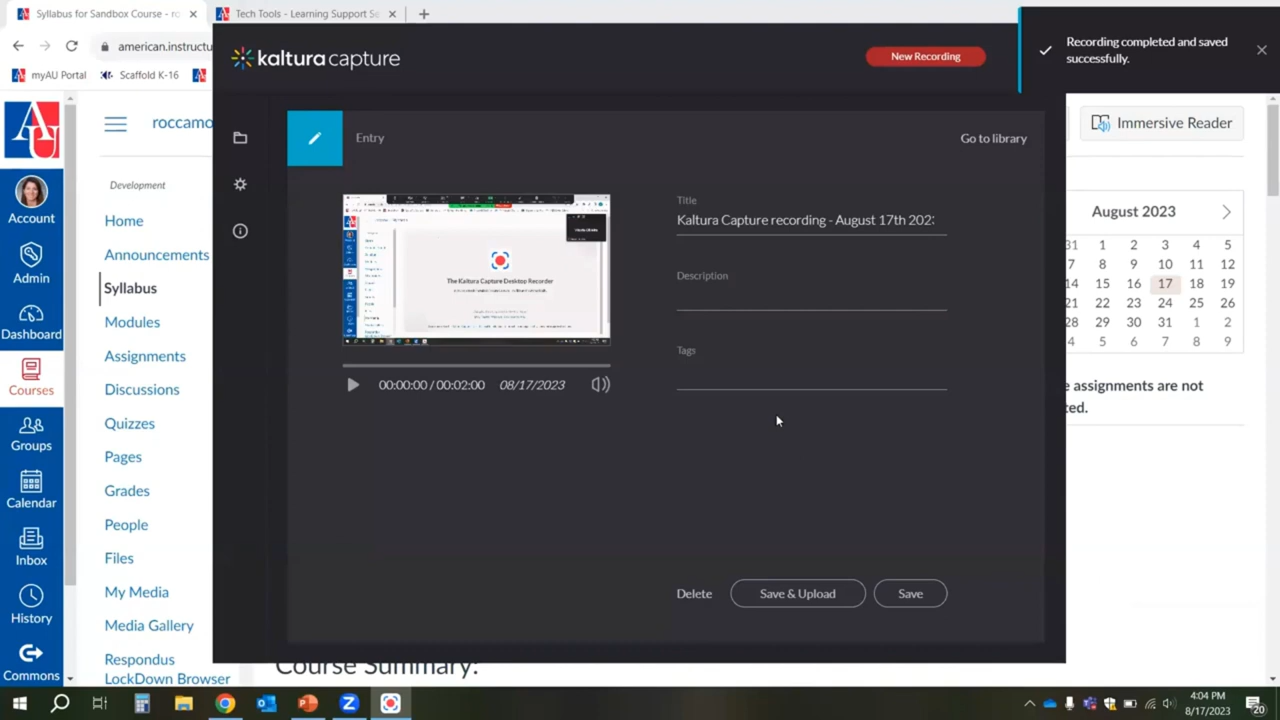 Syllabus for Sandbox Course - ro
Tech Tools - Learning Support Se
american.instructu
myAU Portal
Scaffold K-16
kaltura capture
New Recording
Recording completed and saved
successfully.
AU
roccamo
Immersive Reader
Entry
Go to library
Development
Account
Admin
Dashboard
Courses
Groups
Calendar
Inbox
History
Commons
Home
Announcements
Syllabus
Modules
Assignments
Discussions
Quizzes
Pages
Grades
People
Files
My Media
Media Gallery
Respondus
LockDown Browser
The Kaltura Capture Desktop Recorder
00:00:00 / 00:02:00
08/17/2023
Title
Kaltura Capture recording - August 17th 202
Description
Tags
Delete
Save & Upload
Save
August 2023
31 1 2 3 4 5
7 8 9 10 11 12
14 15 16 17 18 19
21 22 23 24 25 26
28 29 30 31 1 2
4 5 6 7 8 9
e assignments are not
ted.
Course Summary:
4:04 PM
8/17/2023
20